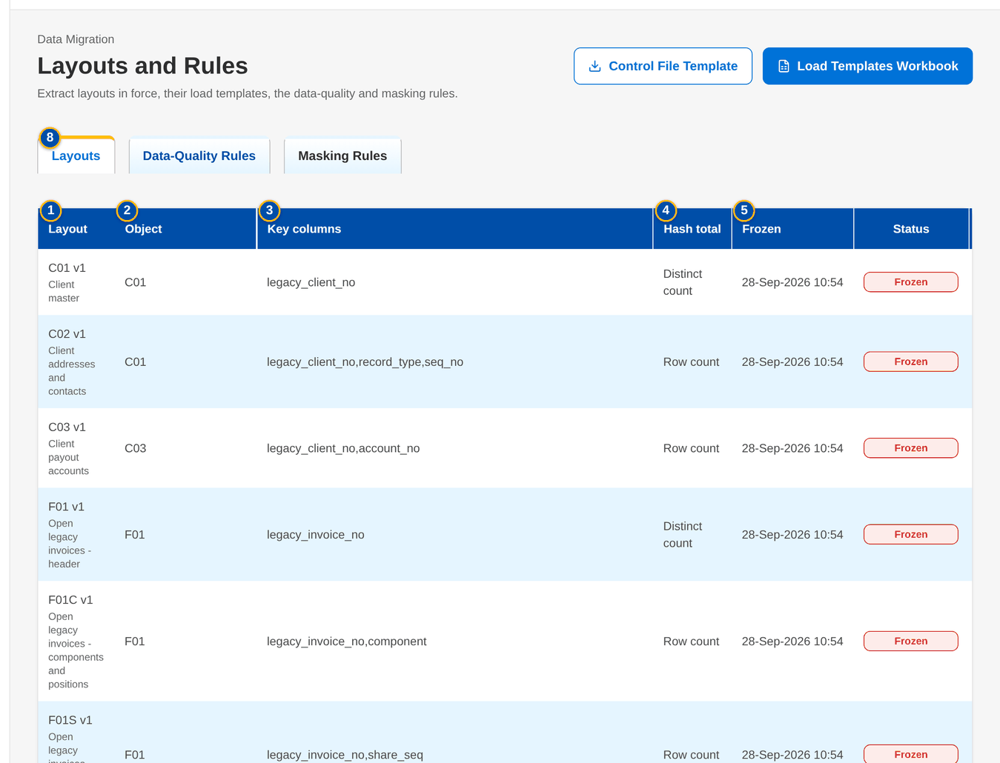 Data Migration
Layouts and Rules
Extract layouts in force, their load templates, the data-quality and masking rules.
Control File Template
Load Templates Workbook
8
Layouts
Data-Quality Rules
Masking Rules
1 2 3 4 5
Layout Object Key columns Hash total Frozen Status
C01 v1
Client
master
C01
legacy_client_no
Distinct
count
28-Sep-2026 10:54
Frozen
C02 v1
Client
addresses
and
contacts
C01
legacy_client_no,record_type,seq_no
Row count
28-Sep-2026 10:54
Frozen
C03 v1
Client
payout
accounts
C03
legacy_client_no,account_no
Row count
28-Sep-2026 10:54
Frozen
F01 v1
Open
legacy
invoices -
header
F01
legacy_invoice_no
Distinct
count
28-Sep-2026 10:54
Frozen
F01C v1
Open
legacy
invoices -
components
and
positions
F01
legacy_invoice_no,component
Row count
28-Sep-2026 10:54
Frozen
F01S v1
Open
legacy
F01
legacy_invoice_no,share_seq
Row count
28-Sep-2026 10:54
Frozen